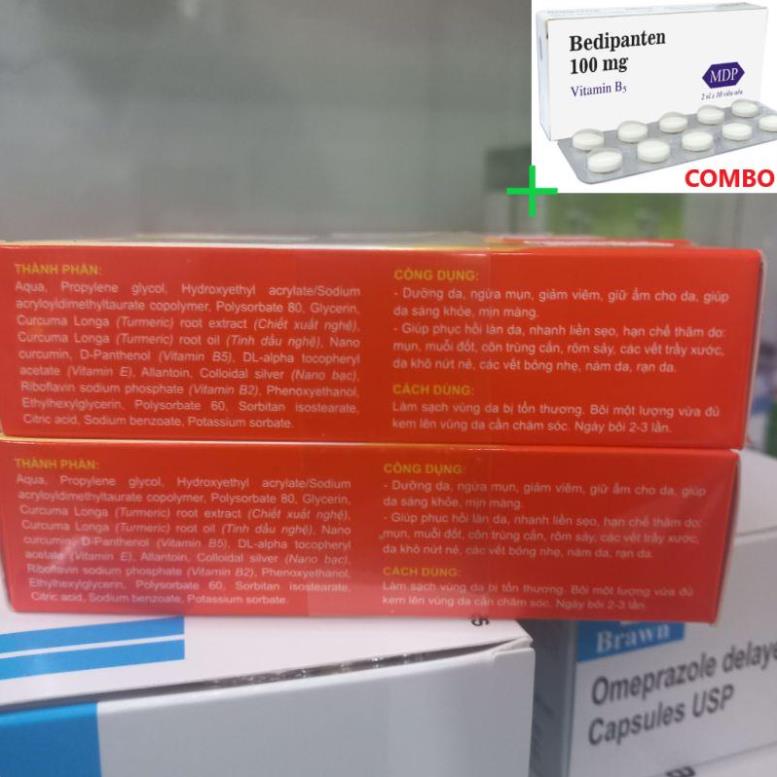 Bedipanten
100 mg
Vitamin B5
MDP
2 vỉ x 10 viên nén
COMBO
THÀNH PHẦN:
Aqua, Propylene glycol, Hydroxyethyl acrylate/Sodium
acryloyldimethyltaurate copolymer, Polysorbate 80, Glycerin,
Curcuma Longa (Turmeric) root extract (Chiết xuất nghệ),
Curcuma Longa (Turmeric) root oil (Tinh dầu nghệ), Nano
curcumin, D-Panthenol (Vitamin B5), DL-alpha tocopheryl
acetate (Vitamin E), Allantoin, Colloidal silver (Nano bạc),
Riboflavin sodium phosphate (Vitamin B2), Phenoxyethanol,
Ethylhexylglycerin, Polysorbate 60, Sorbitan isostearate,
Citric acid, Sodium benzoate, Potassium sorbate.
CÔNG DỤNG:
- Dưỡng da, ngừa mụn, giảm viêm, giữ ẩm cho da, giúp
da sáng khỏe, mịn màng.
- Giúp phục hồi làn da, nhanh liền sẹo, hạn chế thâm do:
mụn, muỗi đốt, côn trùng cắn, rôm sảy, các vết trầy xước,
da khô nứt nẻ, các vết bỏng nhẹ, nám da, rạn da.
CÁCH DÙNG:
Làm sạch vùng da bị tổn thương. Bôi một lượng vừa đủ
kem lên vùng da cần chăm sóc. Ngày bôi 2-3 lần.
THÀNH PHẦN:
Aqua, Propylene glycol, Hydroxyethyl acrylate/Sodium
acryloyldimethyltaurate copolymer, Polysorbate 80, Glycerin,
Curcuma Longa (Turmeric) root extract (Chiết xuất nghệ),
Curcuma Longa (Turmeric) root oil (Tinh dầu nghệ), Nano
curcumin, D-Panthenol (Vitamin B5), DL-alpha tocopheryl
acetate (Vitamin E), Allantoin, Colloidal silver (Nano bạc),
Riboflavin sodium phosphate (Vitamin B2), Phenoxyethanol,
Ethylhexylglycerin, Polysorbate 60, Sorbitan isostearate,
Citric acid, Sodium benzoate, Potassium sorbate.
CÔNG DỤNG:
- Dưỡng da, ngừa mụn, giảm viêm, giữ ẩm cho da, giúp
da sáng khỏe, mịn màng.
- Giúp phục hồi làn da, nhanh liền sẹo, hạn chế thâm do:
mụn, muỗi đốt, côn trùng cắn, rôm sảy, các vết trầy xước,
da khô nứt nẻ, các vết bỏng nhẹ, nám da, rạn da.
CÁCH DÙNG:
Làm sạch vùng da bị tổn thương. Bôi một lượng vừa đủ
kem lên vùng da cần chăm sóc. Ngày bôi 2-3 lần.
Brawn
Omeprazole delaye
Capsules USP